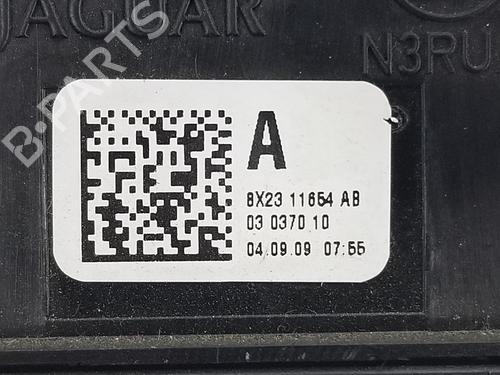 JAGUAR
N3RU
B-PARTS
A
8X23 11654 AB
03 0370 10
04.09.09 07:55